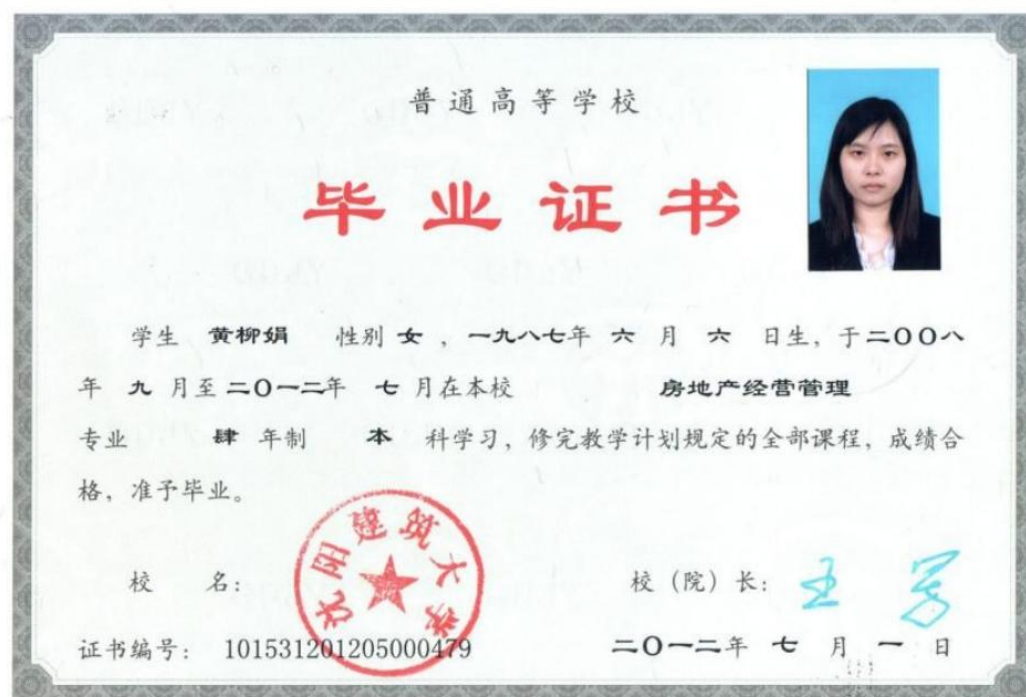 普通高等学校
毕业证书
学生 黄柳娟 性别 女 ，一九八七年 六 月 六 日生，于二〇〇八
年 九 月至二〇一二年 七 月在本校 房地产经营管理
专业 肆 年制 本 科学习，修完教学计划规定的全部课程，成绩合
格，准予毕业。
沈阳建筑大学
校 名： 校（院）长：
证书编号： 101531201205000479 二〇一二年 七 月 一 日